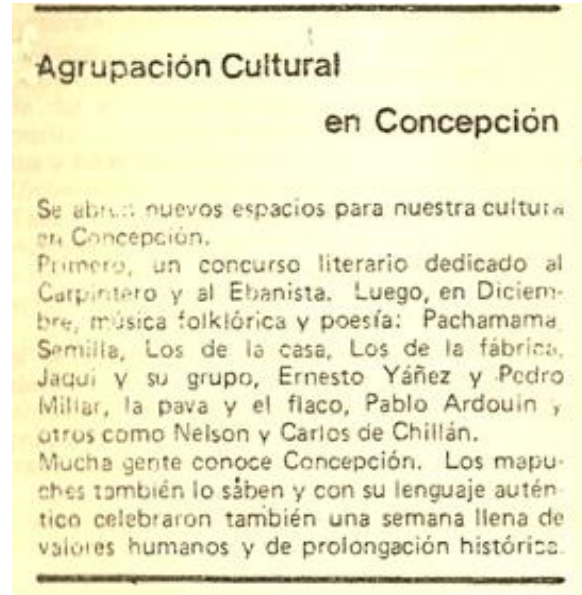 Agrupación Cultural
en Concepción
Se abren nuevos espacios para nuestra cultura
en Concepción.
Primero, un concurso literario dedicado al
Carpintero y al Ebanista. Luego, en Diciem-
bre, música folklórica y poesía: Pachamama
Semilla, Los de la casa, Los de la fábrica,
Jaqui y su grupo, Ernesto Yáñez y Pedro
Millar, la pava y el flaco, Pablo Ardouin y
otros como Nelson y Carlos de Chillán.
Mucha gente conoce Concepción. Los mapu-
ches también lo sáben y con su lenguaje autén-
tico celebraron también una semana llena de
valores humanos y de prolongación histórica.